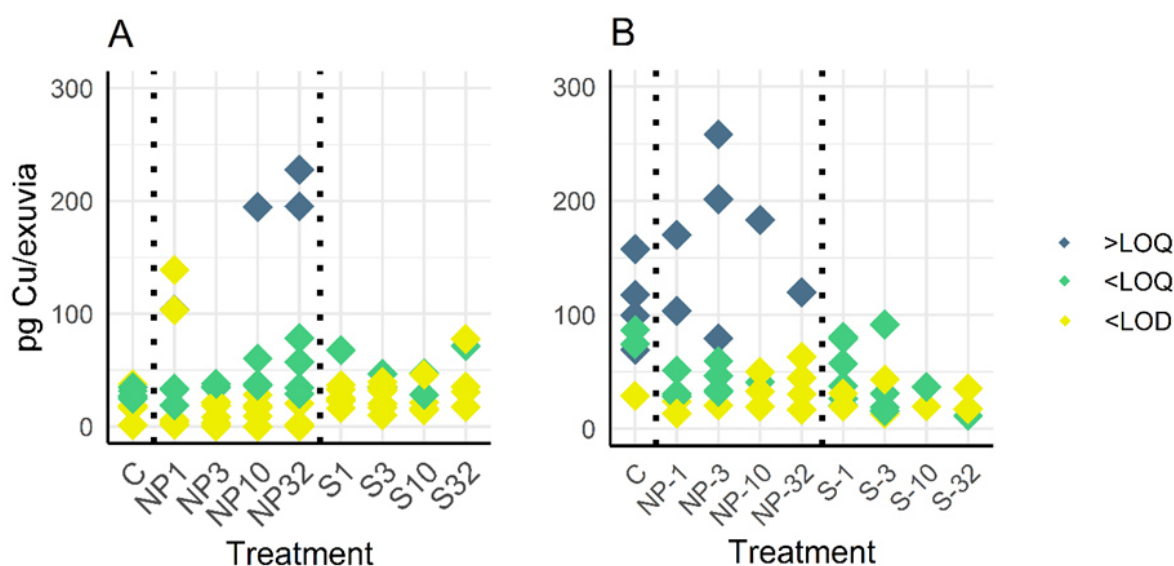 A
B
pg Cu/exuvia
300
200
100
0
C
NP1
NP3
NP10
NP32
S1
S3
S10
S32
Treatment
300
200
100
0
C
NP-1
NP-3
NP-10
NP-32
S-1
S-3
S-10
S-32
Treatment
>LOQ
<LOQ
<LOD